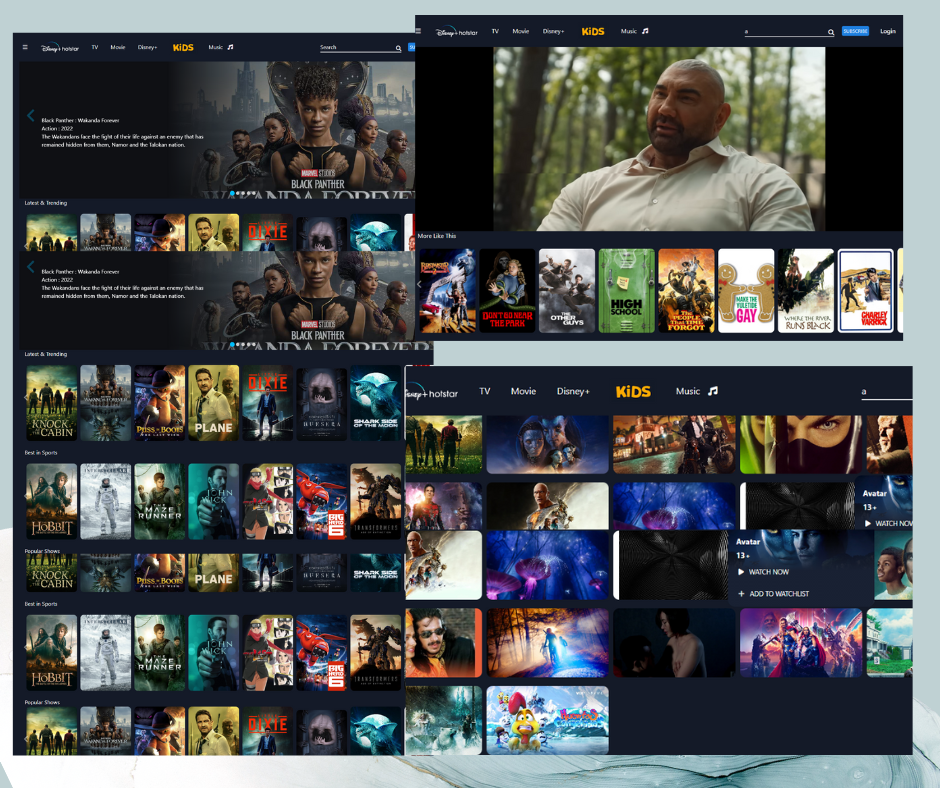 Disney+ hotstar TV Movie Disney+ KiDS Music Search SU
Black Panther : Wakanda Forever
Action : 2022
The Wakandans face the fight of their life against an enemy that has
remained hidden from them, Namor and the Talokan nation.
MARVEL STUDIOS
BLACK PANTHER
WAKANDA FOREVER
Latest & Trending
DIXIE
Black Panther : Wakanda Forever
Action : 2022
The Wakandans face the fight of their life against an enemy that has
remained hidden from them, Namor and the Talokan nation.
MARVEL STUDIOS
BLACK PANTHER
Latest & Trending
KNOCK
CABIN
WAKANDA FOREVER
PUSS IN BOOTS
PLANE
DIXIE
HUESERA
SHARK SIDE
OF THE MOON
Best in Sports
HOBBIT
INTERSTELLAR
THE
MAZE
RUNNER
JOHN
WICK
BIG
HERO
6
TRANSFORMERS
Popular Shows
KNOCK
CABIN
PUSS IN BOOTS
PLANE
HUESERA
SHARK SIDE
OF THE MOON
Best in Sports
HOBBIT
INTERSTELLAR
THE
MAZE
RUNNER
JOHN
WICK
BIG
HERO
6
TRANSFORMERS
Popular Shows
DIXIE
Disney+ hotstar TV Movie Disney+ KiDS Music a SUBSCRIBE Login
More Like This
DON'T GO NEAR
THE PARK
THE
OTHER
GUYS
HIGH
SCHOOL
THE
PEOPLE
THAT TIME
FORGOT
MAKE THE
YULETIDE
GAY
WHERE THE RIVER
RUNS BLACK
CHARLEY
VARRICK
Disney+ hotstar TV Movie Disney+ KiDS Music a
Avatar
13+
WATCH NOW
Avatar
13+
WATCH NOW
+ ADD TO WATCHLIST